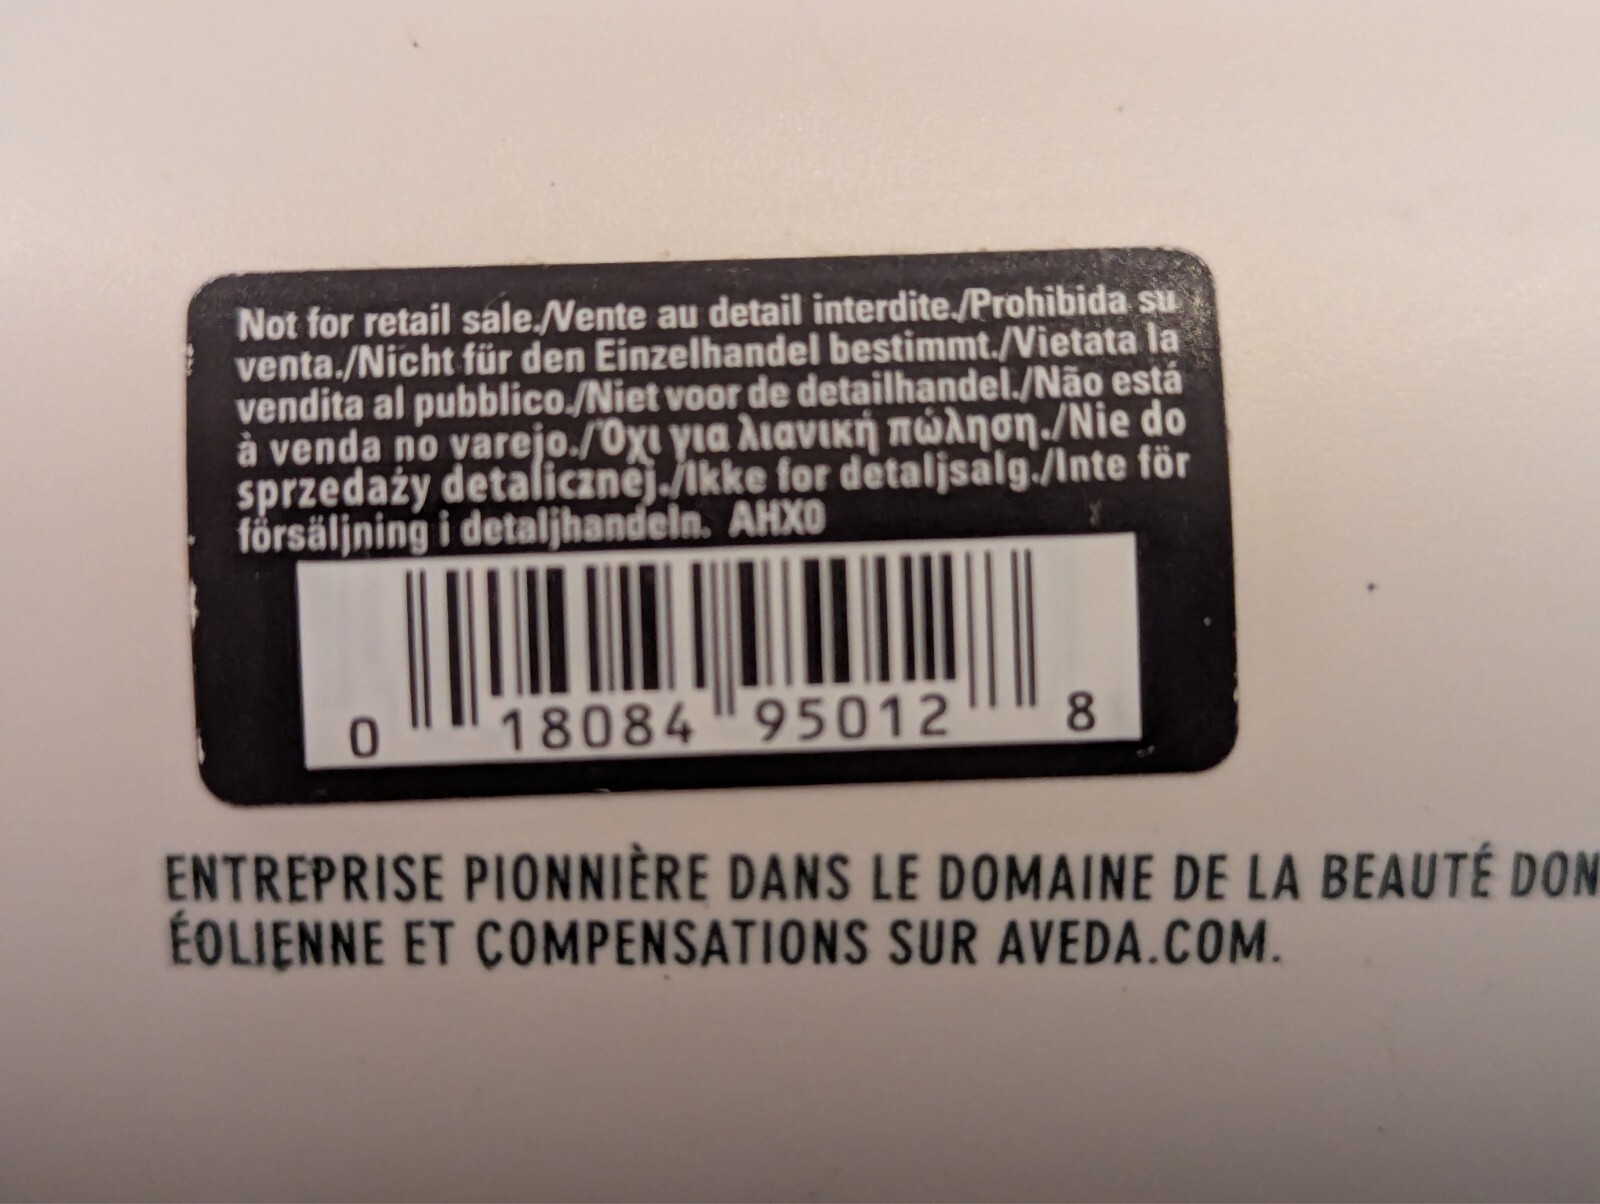 Not for retail sale./Vente au detail interdite./Prohibida su
venta./Nicht für den Einzelhandel bestimmt./Vietata la
vendita al pubblico./Niet voor de detailhandel./Não está
à venda no varejo./Όχι για λιανική πώληση./Nie do
sprzedaży detalicznej./Ikke for detaljsalg./Inte för
försäljning i detaljhandeln. AHX0
0 18084 95012 8
ENTREPRISE PIONNIÈRE DANS LE DOMAINE DE LA BEAUTÉ DON
ÉOLIENNE ET COMPENSATIONS SUR AVEDA.COM.